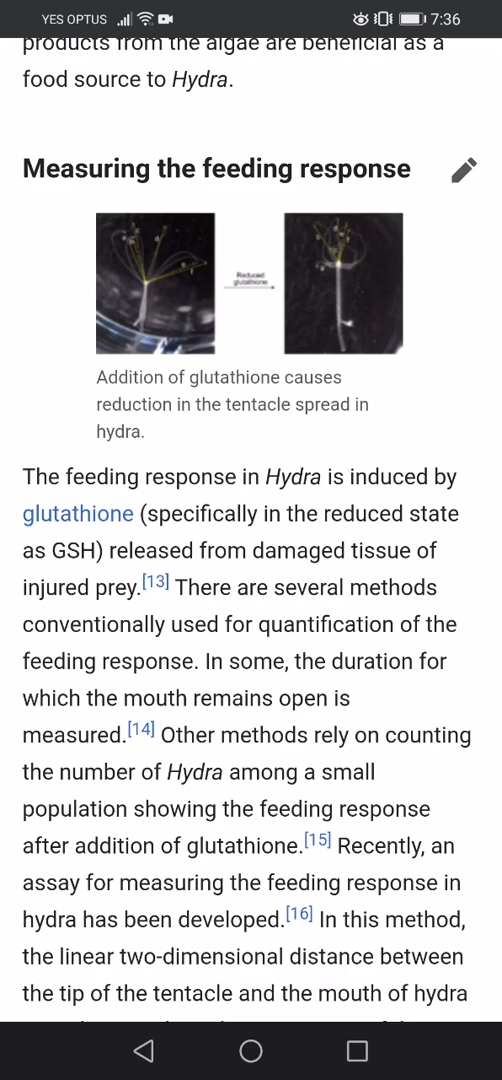 YES OPTUS 7:36
products from the algae are beneficial as a
food source to Hydra.
Measuring the feeding response
Reduced
glutathione
Addition of glutathione causes
reduction in the tentacle spread in
hydra.
The feeding response in Hydra is induced by
glutathione (specifically in the reduced state
as GSH) released from damaged tissue of
injured prey.[13] There are several methods
conventionally used for quantification of the
feeding response. In some, the duration for
which the mouth remains open is
measured.[14] Other methods rely on counting
the number of Hydra among a small
population showing the feeding response
after addition of glutathione.[15] Recently, an
assay for measuring the feeding response in
hydra has been developed.[16] In this method,
the linear two-dimensional distance between
the tip of the tentacle and the mouth of hydra